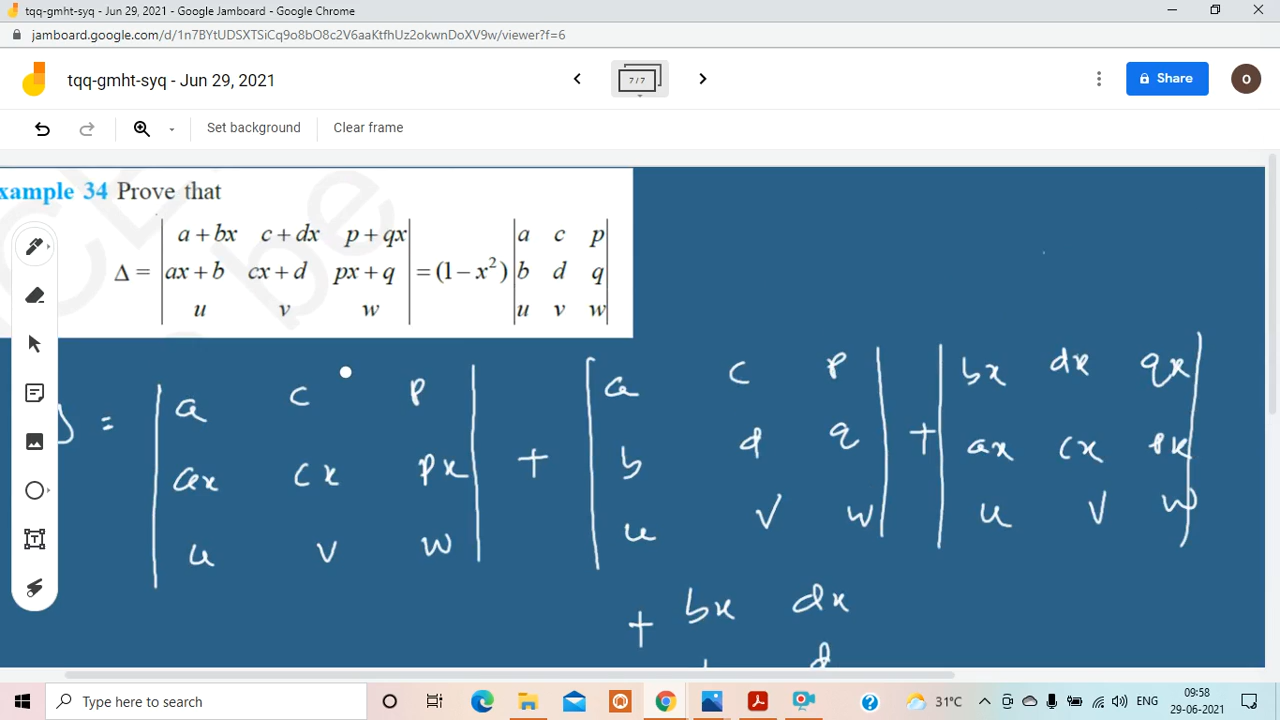 tqq-gmht-syq - Jun 29, 2021 - Google Jamboard - Google Chrome
jamboard.google.com/d/1n7BYtUDSXTSiCq9o8bO8c2V6aaKtfhUz2okwnDoXV9w/viewer?f=6
tqq-gmht-syq - Jun 29, 2021
7/7
Share
O
Set background
Clear frame
xample 34 Prove that
a + bx c + dx p + qx a c p
Δ = ax + b cx + d px + q = (1 – x²) b d q
u v w u v w
Δ = a c p + a c p + bx dx qx
ax cx px b d q ax cx px
u v w u v w u v w
+ bx dx
d
Type here to search
31°C
ENG
09:58
29-06-2021